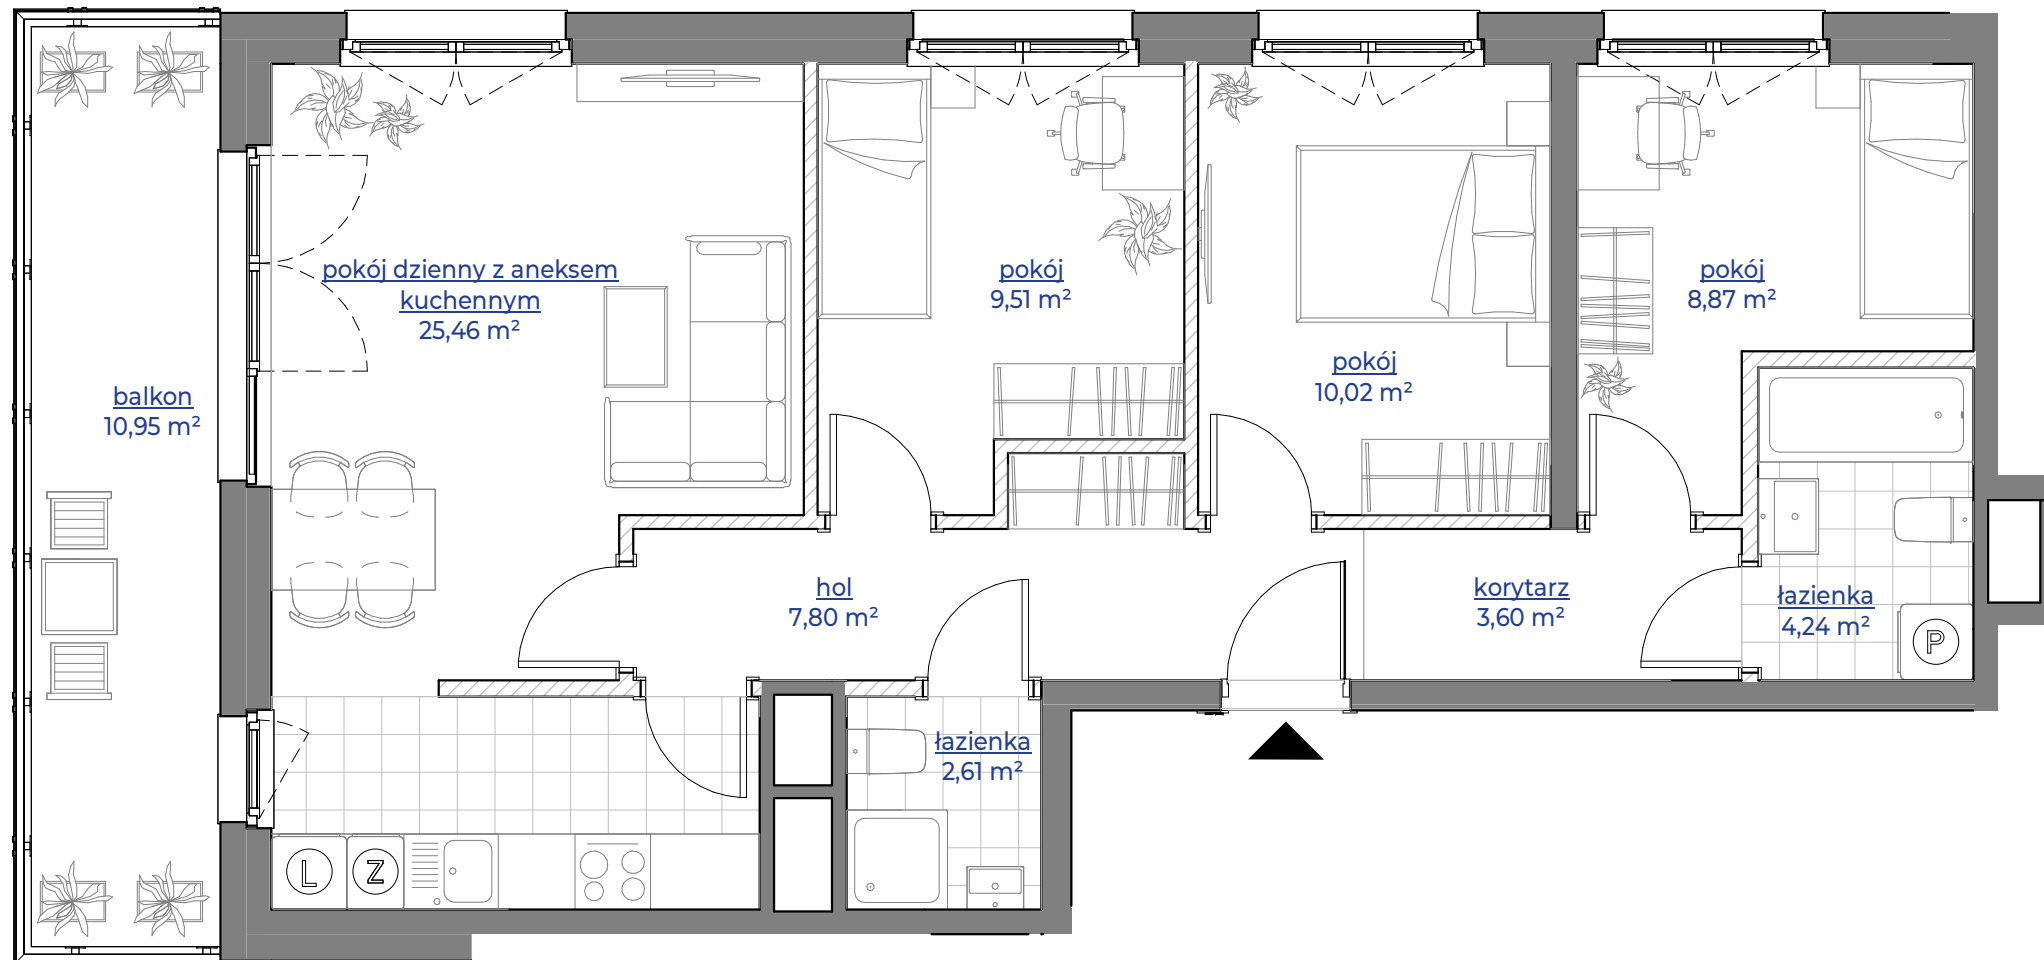 pokój dzienny z aneksem
kuchennym
25,46 m²
pokój
9,51 m²
pokój
10,02 m²
pokój
8,87 m²
balkon
10,95 m²
hol
7,80 m²
korytarz
3,60 m²
łazienka
4,24 m²
P
łazienka
2,61 m²
L
Z